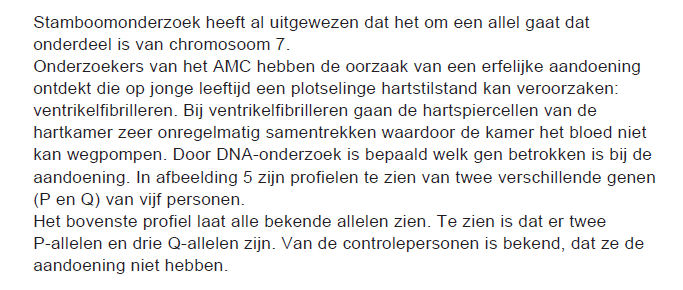 Stamboomonderzoek heeft al uitgewezen dat het om een allel gaat dat
onderdeel is van chromosoom 7.
Onderzoekers van het AMC hebben de oorzaak van een erfelijke aandoening
ontdekt die op jonge leeftijd een plotselinge hartstilstand kan veroorzaken:
ventrikelfibrilleren. Bij ventrikelfibrilleren gaan de hartspiercellen van de
hartkamer zeer onregelmatig samentrekken waardoor de kamer het bloed niet
kan wegpompen. Door DNA-onderzoek is bepaald welk gen betrokken is bij de
aandoening. In afbeelding 5 zijn profielen te zien van twee verschillende genen
(P en Q) van vijf personen.
Het bovenste profiel laat alle bekende allelen zien. Te zien is dat er twee
P-allelen en drie Q-allelen zijn. Van de controlepersonen is bekend, dat ze de
aandoening niet hebben.